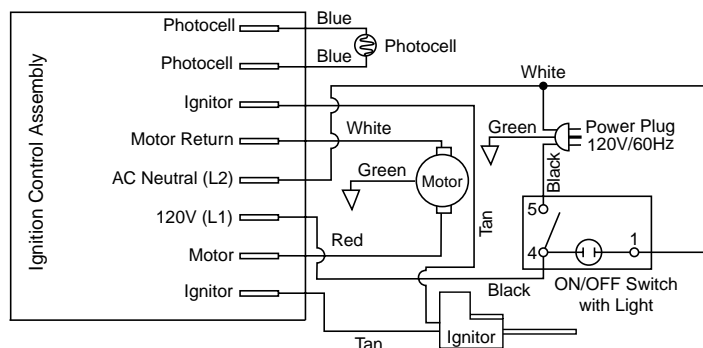 Ignition Control Assembly
Photocell
Blue
Photocell
Blue
Photocell
Ignitor
White
Motor Return
White
Green
Power Plug
120V/60Hz
AC Neutral (L2)
Green
Motor
Black
120V (L1)
Tan
5
Motor
Red
4
1
Ignitor
Black
ON/OFF Switch
with Light
Tan
Ignitor